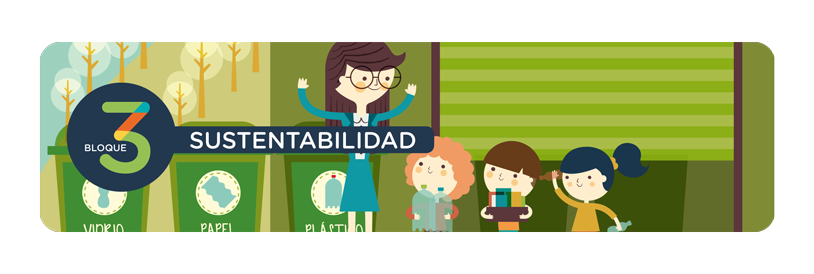 BLOQUE
3
SUSTENTABILIDAD
VIDRIO
PAPEL
PLÁSTICO